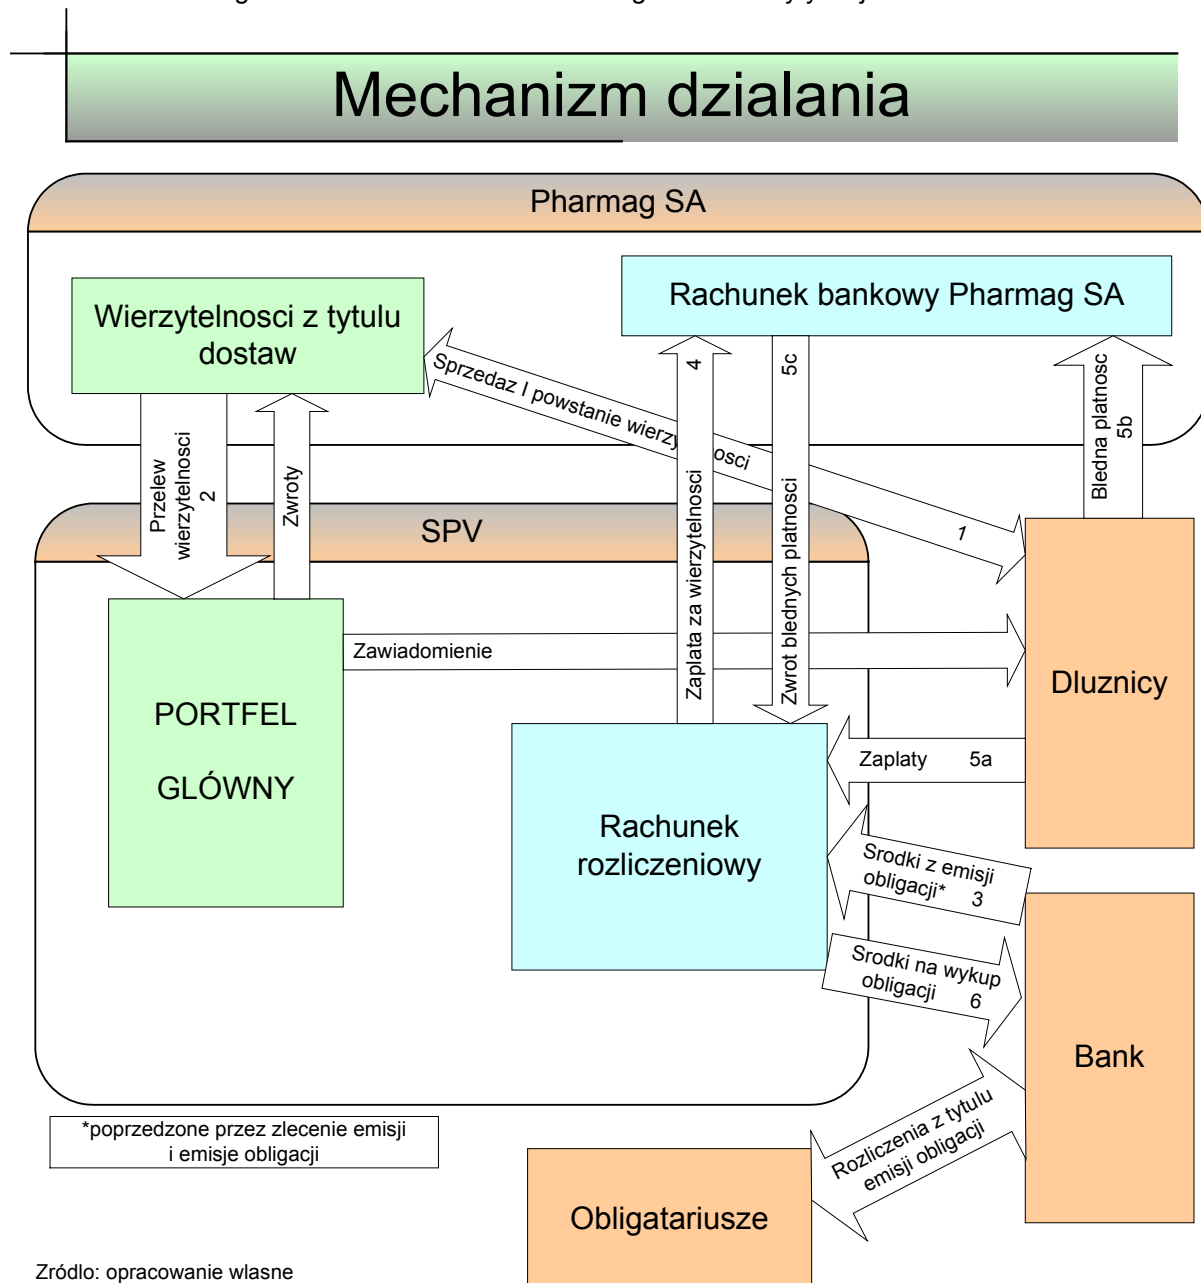 Mechanizm dzialania
Pharmag SA
Wierzytelnosci z tytulu
dostaw
Rachunek bankowy Pharmag SA
Sprzedaz I powstanie wierzy
osci
1
4
Zaplata za wierzytelnosci
5c
Zwrot blednych platnosci
Bledna platnosc
5b
Przelew
wierzytelnosci
2
Zwroty
SPV
Zawiadomienie
PORTFEL
GLÓWNY
Dluznicy
Zaplaty 5a
Rachunek
rozliczeniowy
Srodki z emisji
obligacji* 3
Srodki na wykup
obligacji 6
Bank
Rozliczenia z tytulu
emisji obligacji
*poprzedzone przez zlecenie emisji
i emisje obligacji
Obligatariusze
Zródlo: opracowanie wlasne